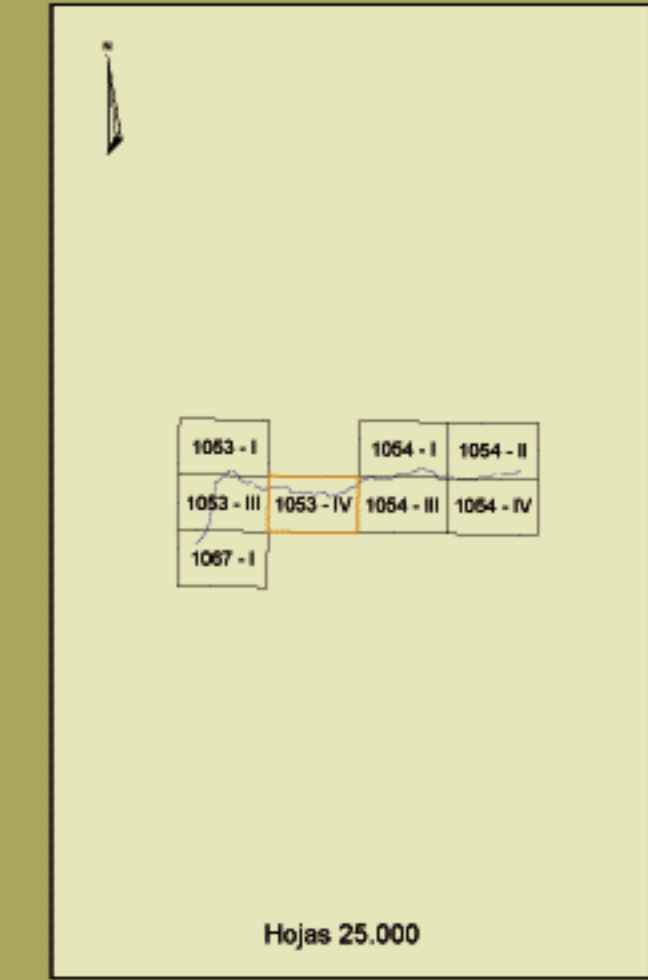 N
1053 - I
1054 - I
1054 - II
1053 - III
1053 - IV
1054 - III
1054 - IV
1067 - I
Hojas 25.000